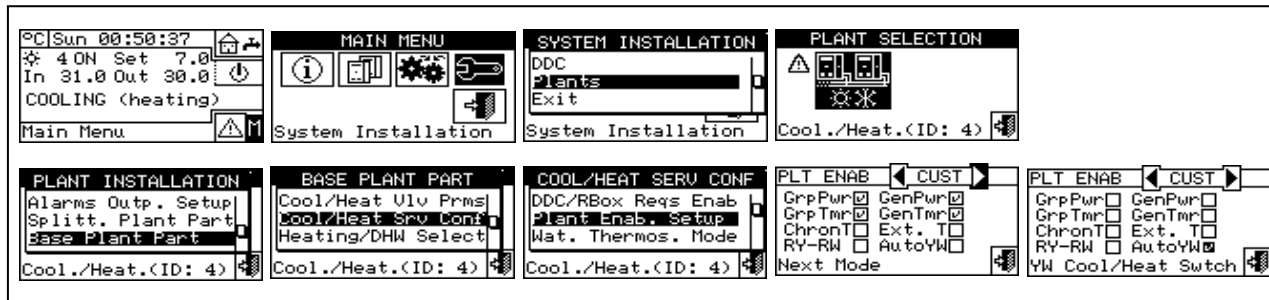 °C Sun 00:50:37
4 ON Set 7.0
In 31.0 Out 30.0
COOLING (heating)
Main Menu M
MAIN MENU
System Installation
SYSTEM INSTALLATION
DDC
Plants
Exit
System Installation
PLANT SELECTION
Cool./Heat.(ID: 4)
PLANT INSTALLATION
Alarms Outp. Setup
Splitt. Plant Part
Base Plant Part
Cool./Heat.(ID: 4)
BASE PLANT PART
Cool/Heat Vlv Prms
Cool/Heat Srv Conf
Heating/DHW Select
Cool./Heat.(ID: 4)
COOL/HEAT SERV CONF
DDC/RBox Reqs Enab
Plant Enab. Setup
Wat. Thermos. Mode
Cool./Heat.(ID: 4)
PLT ENAB CUST
GrpPwr GenPwr
GrpTmr GenTmr
ChronT Ext. T
RY-RW AutoYW
Next Mode
PLT ENAB CUST
GrpPwr GenPwr
GrpTmr GenTmr
ChronT Ext. T
RY-RW AutoYW
YW Cool/Heat Swtch